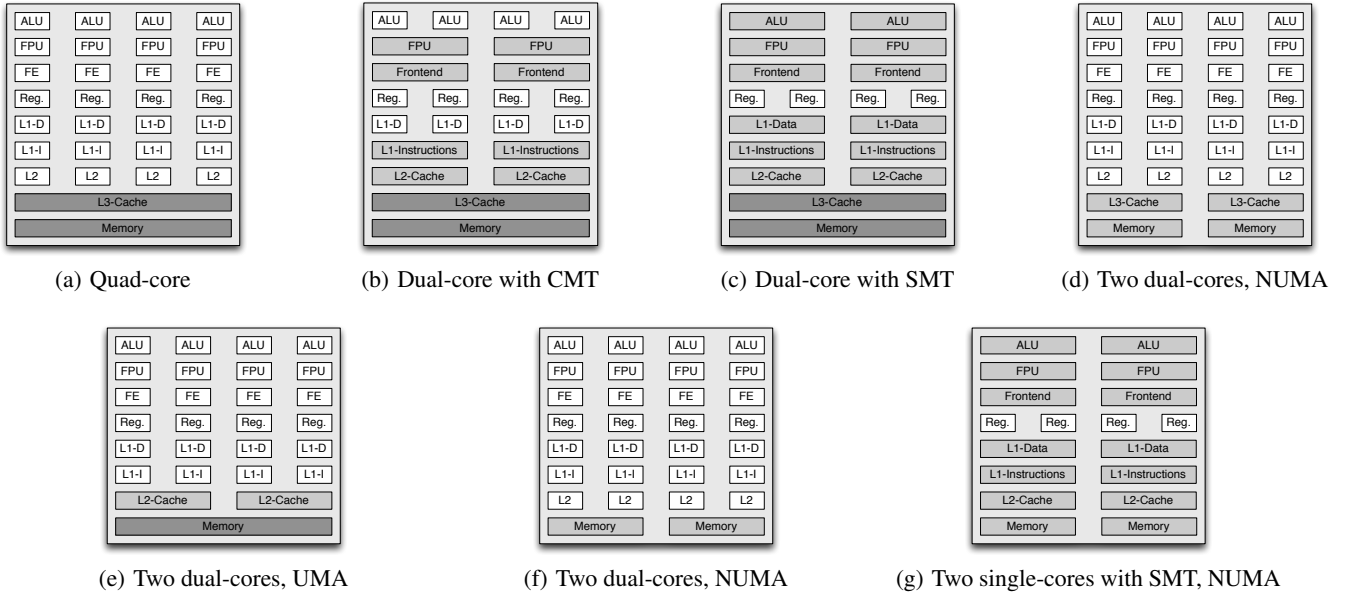 ALU ALU ALU ALU ALU ALU ALU ALU ALU ALU ALU ALU ALU ALU
FPU FPU FPU FPU FPU FPU FPU FPU FPU FPU FPU FPU
FE FE FE FE Frontend Frontend Frontend Frontend FE FE FE FE
Reg. Reg. Reg. Reg. Reg. Reg. Reg. Reg. Reg. Reg. Reg. Reg. Reg. Reg. Reg. Reg.
L1-D L1-D L1-D L1-D L1-D L1-D L1-D L1-D L1-Data L1-Data L1-D L1-D L1-D L1-D
L1-I L1-I L1-I L1-I L1-Instructions L1-Instructions L1-Instructions L1-Instructions L1-I L1-I L1-I L1-I
L2 L2 L2 L2 L2-Cache L2-Cache L2-Cache L2-Cache L2 L2 L2 L2
L3-Cache L3-Cache L3-Cache L3-Cache L3-Cache
Memory Memory Memory Memory Memory
(a) Quad-core (b) Dual-core with CMT (c) Dual-core with SMT (d) Two dual-cores, NUMA
ALU ALU ALU ALU ALU ALU ALU ALU ALU ALU
FPU FPU FPU FPU FPU FPU FPU FPU FPU FPU
FE FE FE FE FE FE FE FE Frontend Frontend
Reg. Reg. Reg. Reg. Reg. Reg. Reg. Reg. Reg. Reg. Reg. Reg.
L1-D L1-D L1-D L1-D L1-D L1-D L1-D L1-D L1-Data L1-Data
L1-I L1-I L1-I L1-I L1-I L1-I L1-I L1-I L1-Instructions L1-Instructions
L2-Cache L2-Cache L2 L2 L2 L2 L2-Cache L2-Cache
Memory Memory Memory Memory Memory
(e) Two dual-cores, UMA (f) Two dual-cores, NUMA (g) Two single-cores with SMT, NUMA